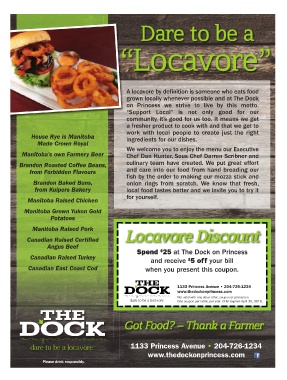 Dare to be a
"Locavore"
A locavore by definition is someone who eats food
grown locally whenever possible and at The Dock
on Princess we strive to live by this motto.
"Support Local" is not only good for our
community, it's good for us too. It means we get
a fresher product to cook with and that we get to
work with local people to create just the right
ingredients for our dishes.
We welcome you to enjoy the menu our Executive
Chef Dan Hunter, Sous Chef Darren Scribner and
culinary team have created. We put great effort
and care into our food from hand breading our
fish by the order to making our mozza stick and
onion rings from scratch. We know that fresh,
local food tastes better and we invite you to try it
for yourself.
House Rye is Manitoba
Made Crown Royal
Manitoba's own Farmery Beer
Brandon Roasted Coffee Beans,
from Forbidden Flavours
Brandon Baked Buns,
from Kuipers Bakery
Manitoba Raised Chicken
Manitoba Grown Yukon Gold
Potatoes
Manitoba Raised Pork
Canadian Raised Certified
Angus Beef
Canadian Raised Turkey
Canadian East Coast Cod
Locavore Discount
Spend $25 at The Dock on Princess
and receive $5 off your bill
when you present this coupon.
THE
DOCK
dare to be a locavore
1133 Princess Avenue • 204-726-1234
www.thedockonprincess.com
THE
DOCK
dare to be a locavore
Please drink responsibly.
Got Food? – Thank a Farmer
1133 Princess Avenue • 204-726-1234
www.thedockonprincess.com f